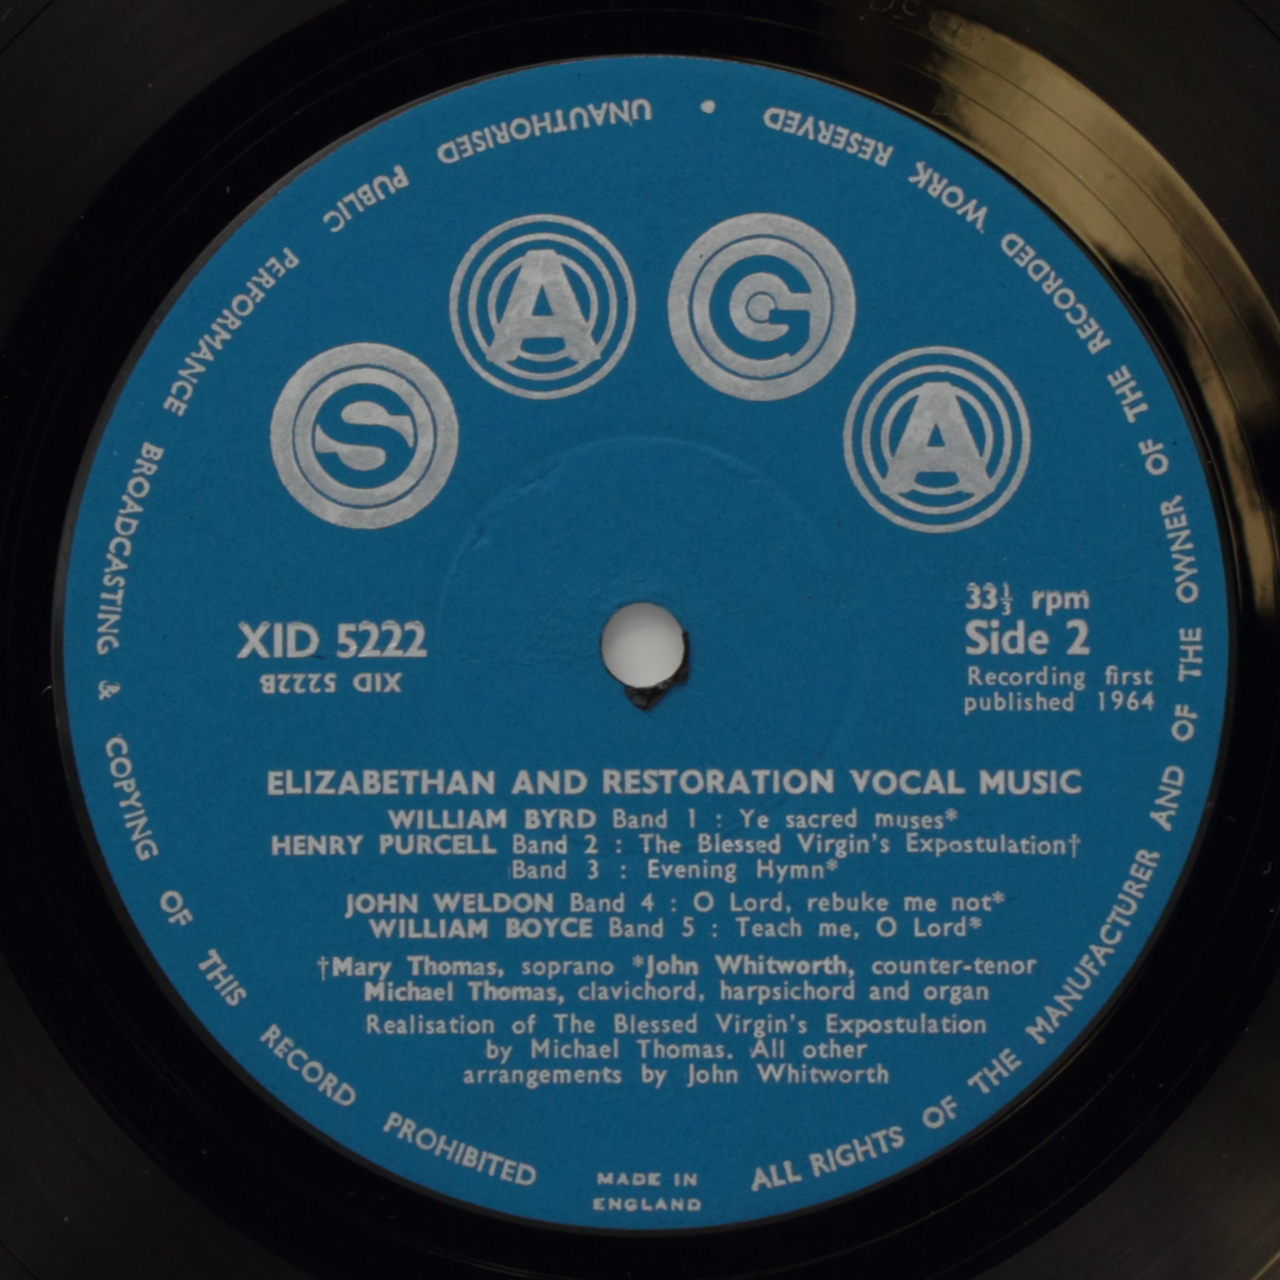 UNAUTHORISED PUBLIC PERFORMANCE BROADCASTING & COPYING OF THIS RECORD PROHIBITED
ALL RIGHTS OF THE MANUFACTURER AND OF THE OWNER OF THE RECORDED WORK RESERVED •
SAGA
33⅓ rpm
XID 5222
Side 2
XID 5222B
Recording first
published 1964
ELIZABETHAN AND RESTORATION VOCAL MUSIC
WILLIAM BYRD Band 1 : Ye sacred muses*
HENRY PURCELL Band 2 : The Blessed Virgin's Expostulation†
Band 3 : Evening Hymn*
JOHN WELDON Band 4 : O Lord, rebuke me not*
WILLIAM BOYCE Band 5 : Teach me, O Lord*
†Mary Thomas, soprano *John Whitworth, counter-tenor
Michael Thomas, clavichord, harpsichord and organ
Realisation of The Blessed Virgin's Expostulation
by Michael Thomas. All other
arrangements by John Whitworth
MADE IN
ENGLAND